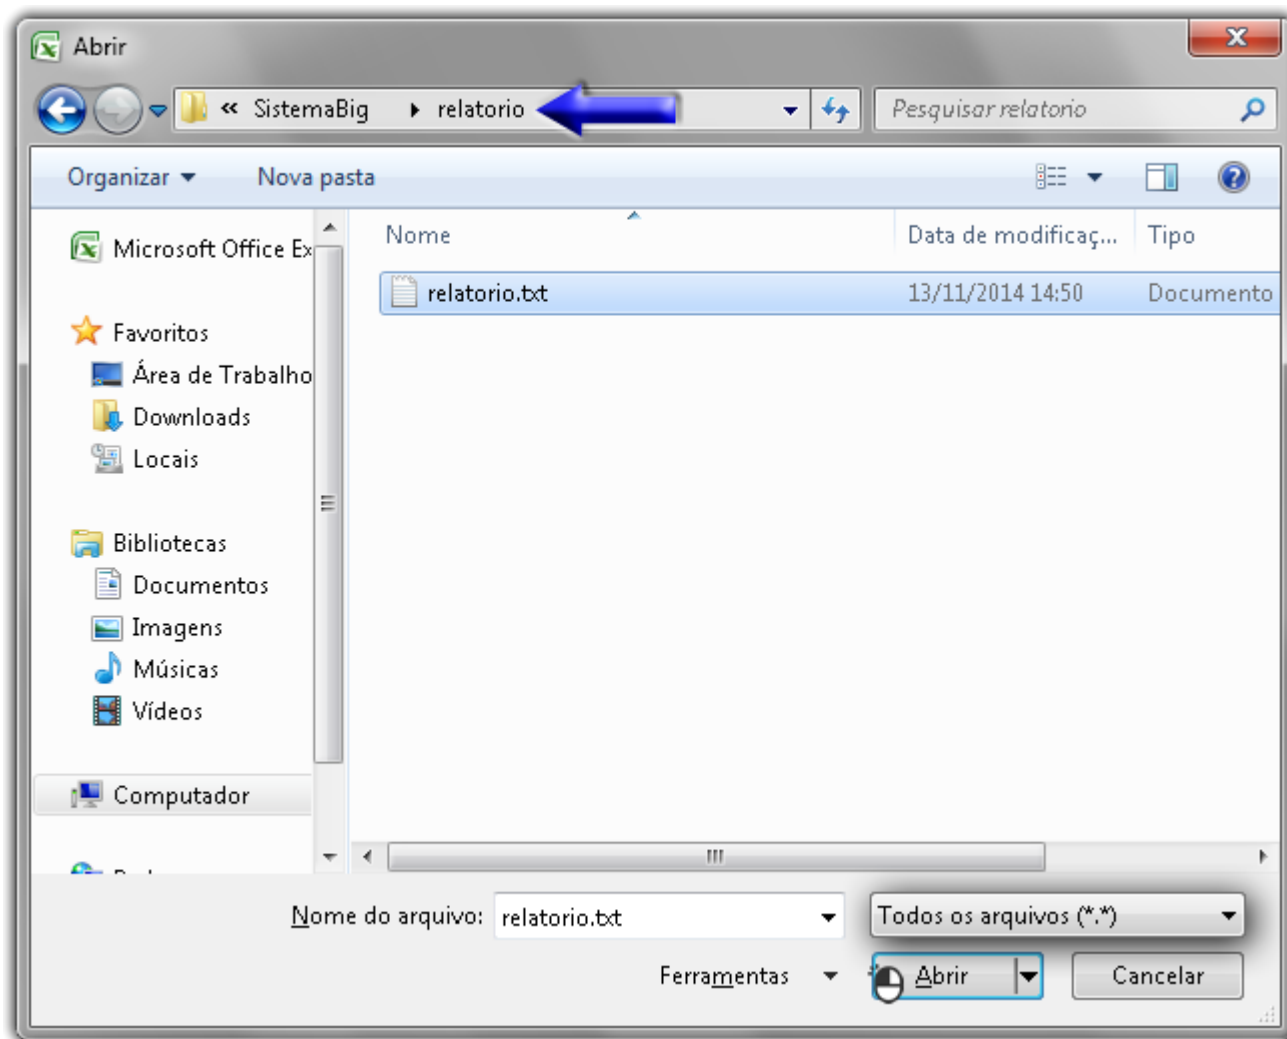 Abrir
« SistemaBig relatorio
Pesquisar relatorio
Organizar Nova pasta
Microsoft Office Ex
Nome Data de modificaç... Tipo
relatorio.txt 13/11/2014 14:50 Documento
Favoritos
Área de Trabalho
Downloads
Locais
Bibliotecas
Documentos
Imagens
Músicas
Vídeos
Computador
Nome do arquivo: relatorio.txt Todos os arquivos (*.*)
Ferramentas Abrir Cancelar